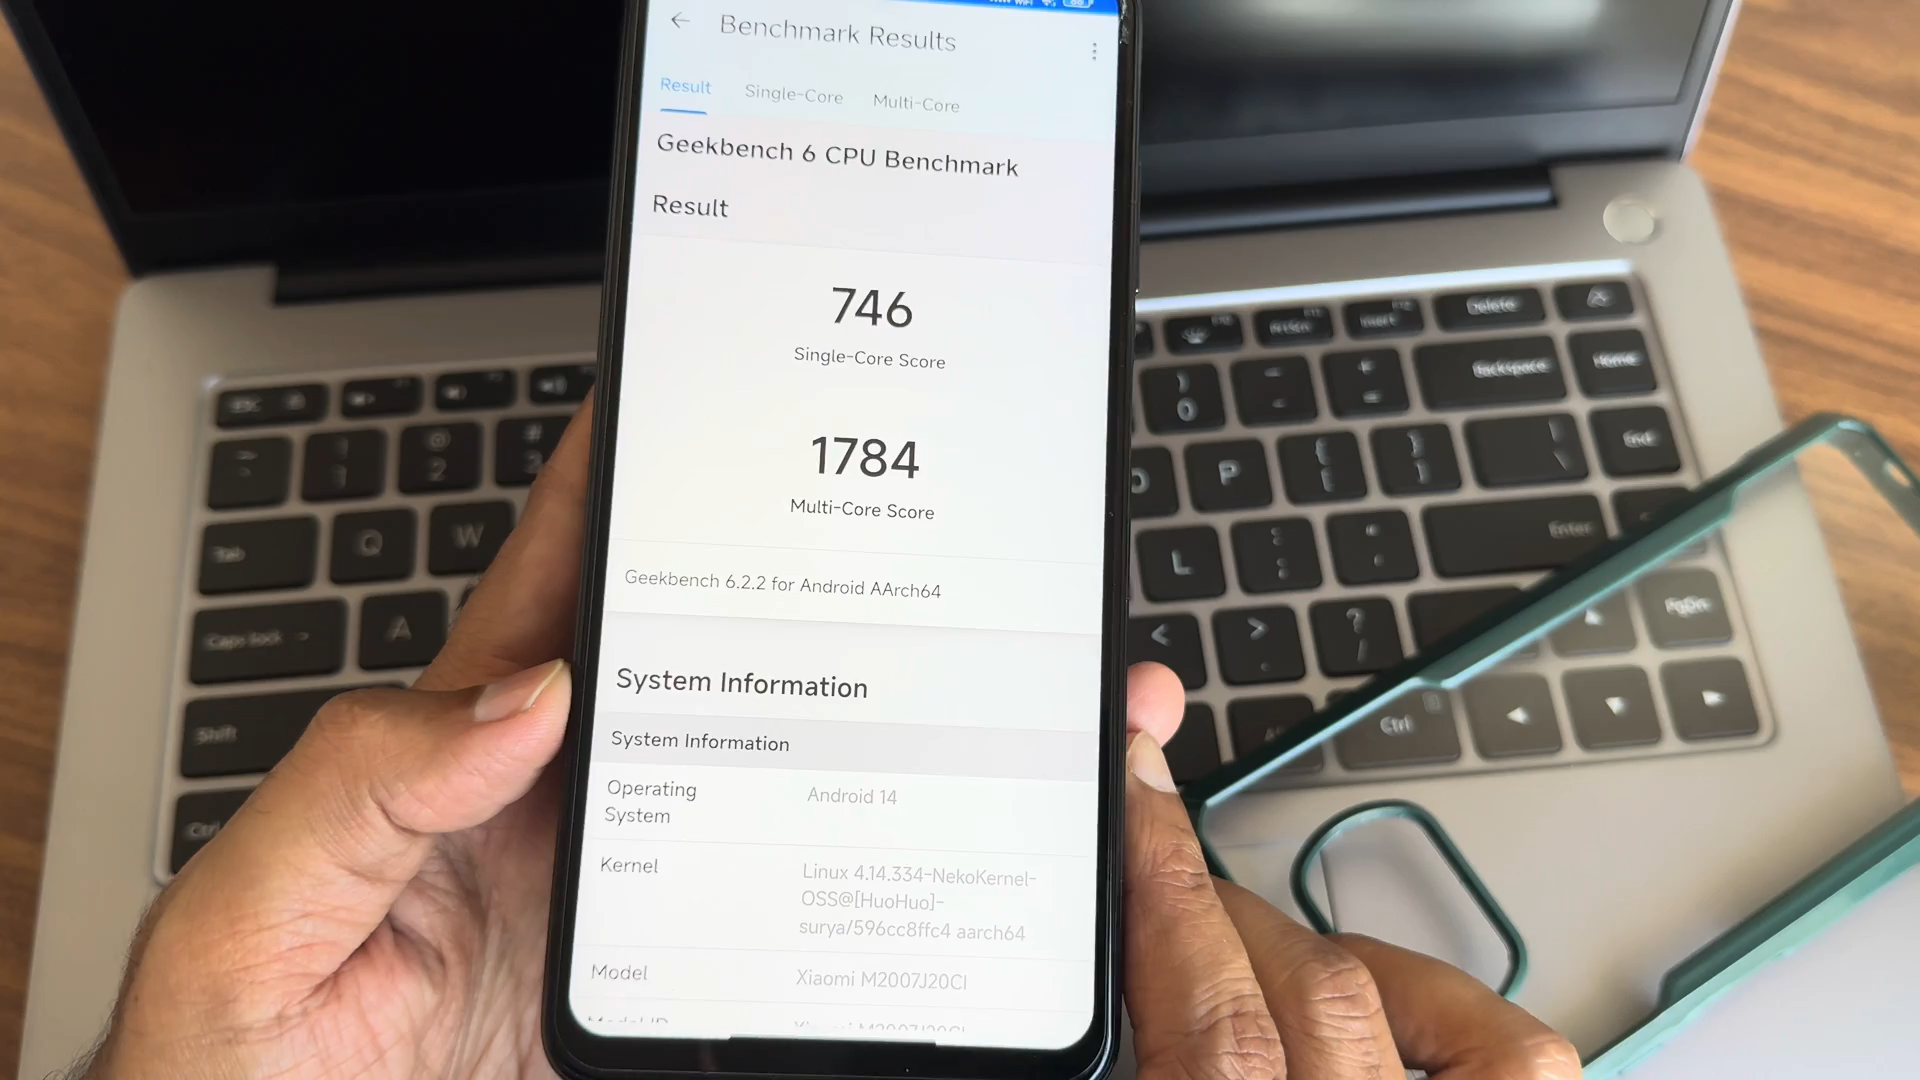 Benchmark Results
Result Single-Core Multi-Core
Geekbench 6 CPU Benchmark
Result
746
Single-Core Score
1784
Multi-Core Score
Geekbench 6.2.2 for Android AArch64
System Information
System Information
Operating System
Android 14
Kernel
Linux 4.14.334-NekoKernel-
OSS@[HuoHuo]-
surya/596cc8ffc4 aarch64
Model
Xiaomi M2007J20CI
Delete
Backspace
Home
End
Enter
PgDn
Ctrl
Tab
Q
W
Caps lock
A
Shift
P
L